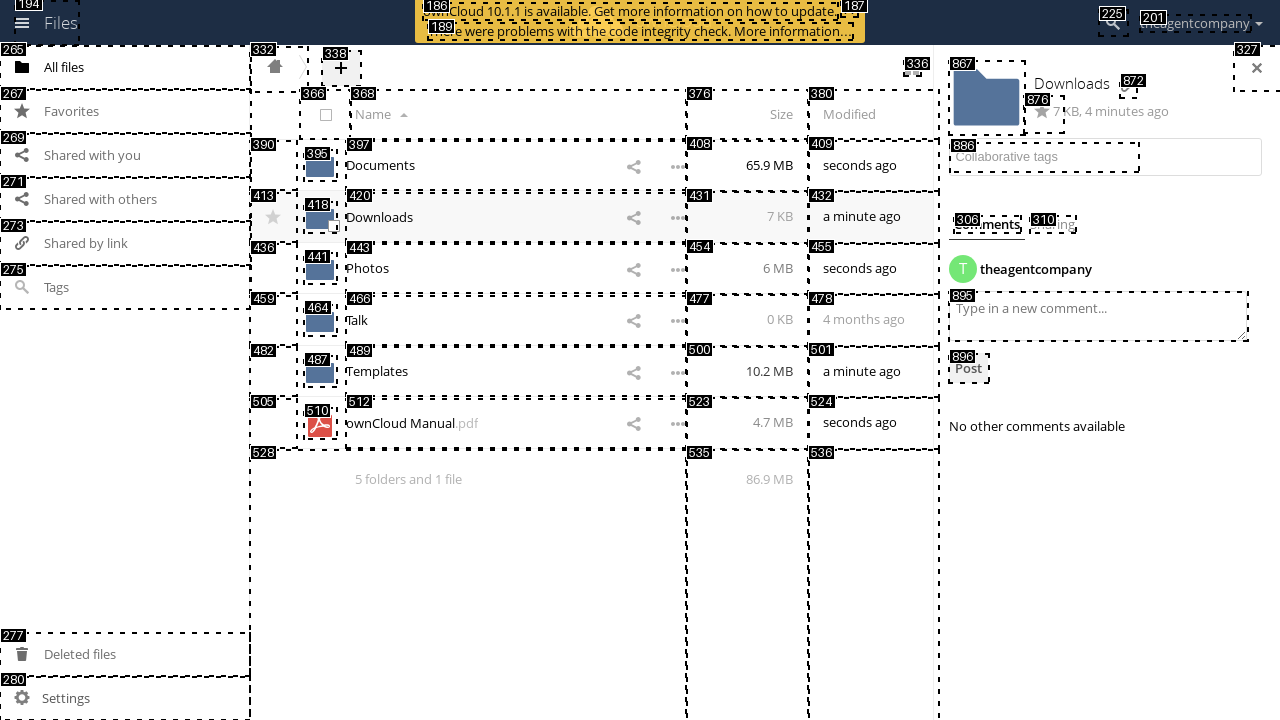 194
Files
186
ownCloud 10.1.1 is available. Get more information on how to update.
187
189
There were problems with the code integrity check. More information…
225
201
theagentcompany
265
All files
267
Favorites
269
Shared with you
271
Shared with others
273
Shared by link
275
Tags
277
Deleted files
280
Settings
332
338
+
336
366
368
Name
376
Size
380
Modified
390
395
397
Documents
408
65.9 MB
409
seconds ago
413
418
420
Downloads
431
7 KB
432
a minute ago
436
441
443
Photos
454
6 MB
455
seconds ago
459
464
466
Talk
477
0 KB
478
4 months ago
482
487
489
Templates
500
10.2 MB
501
a minute ago
505
510
512
ownCloud Manual.pdf
523
4.7 MB
524
seconds ago
528
5 folders and 1 file
535
86.9 MB
536
327
867
Downloads
872
876
7 KB, 4 minutes ago
886
Collaborative tags
306
Comments
310
Sharing
T
theagentcompany
895
Type in a new comment...
896
Post
No other comments available